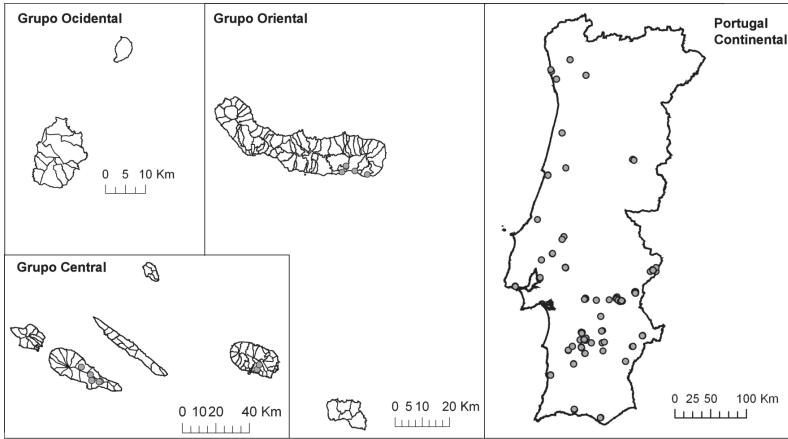 Grupo Ocidental
0 5 10 Km
Grupo Oriental
Portugal
Continental
Grupo Central
0 10 20 40 Km
0 5 10 20 Km
0 25 50 100 Km